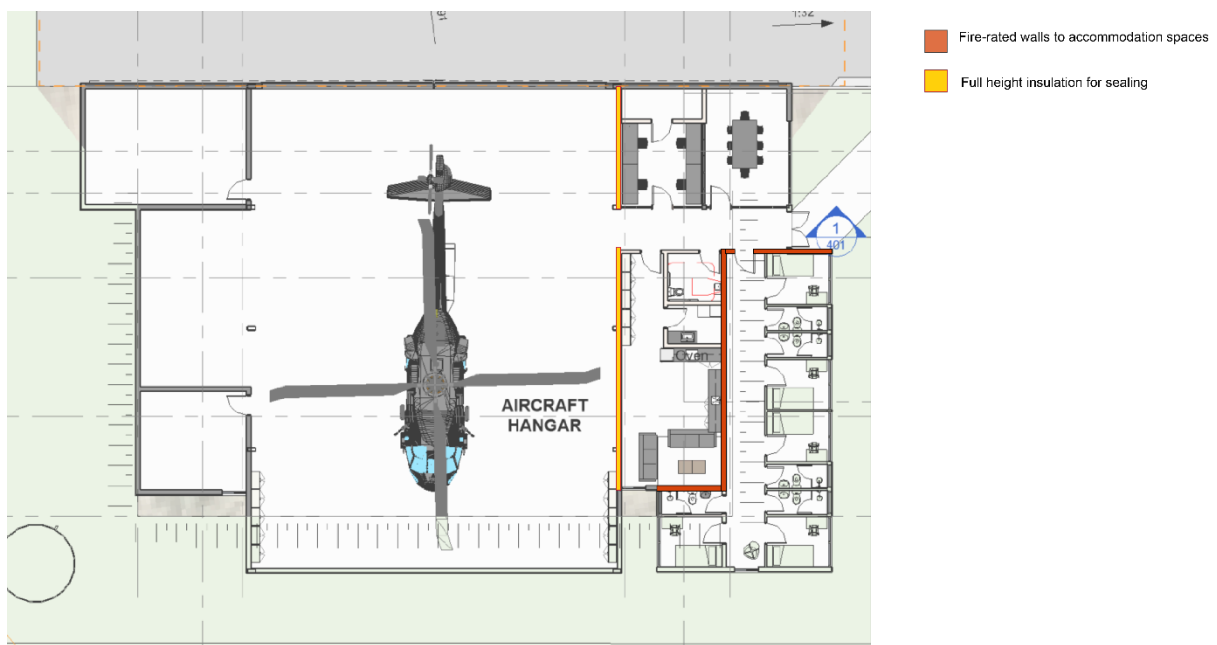 1:32
Fire-rated walls to accommodation spaces
Full height insulation for sealing
1
401
Oven
AIRCRAFT
HANGAR